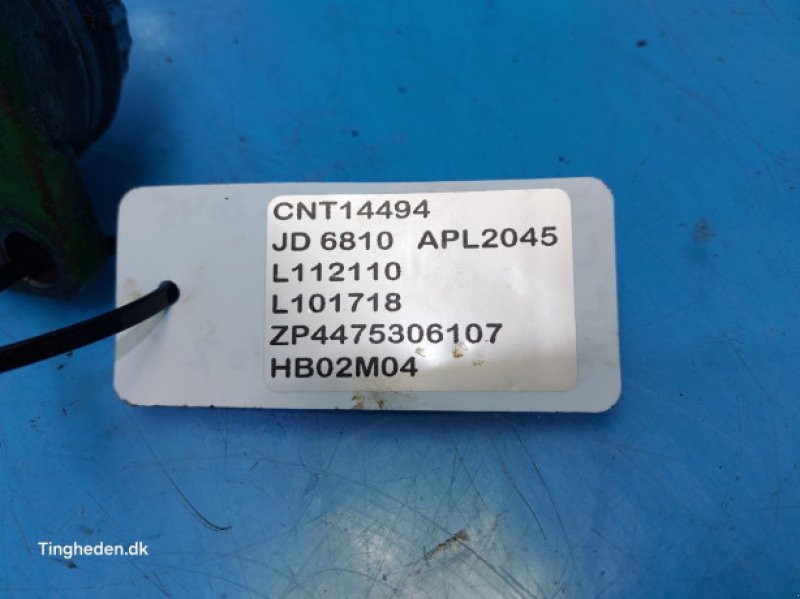 CNT14494
JD 6810 APL2045
L112110
L101718
ZP4475306107
HB02M04
Tingheden.dk